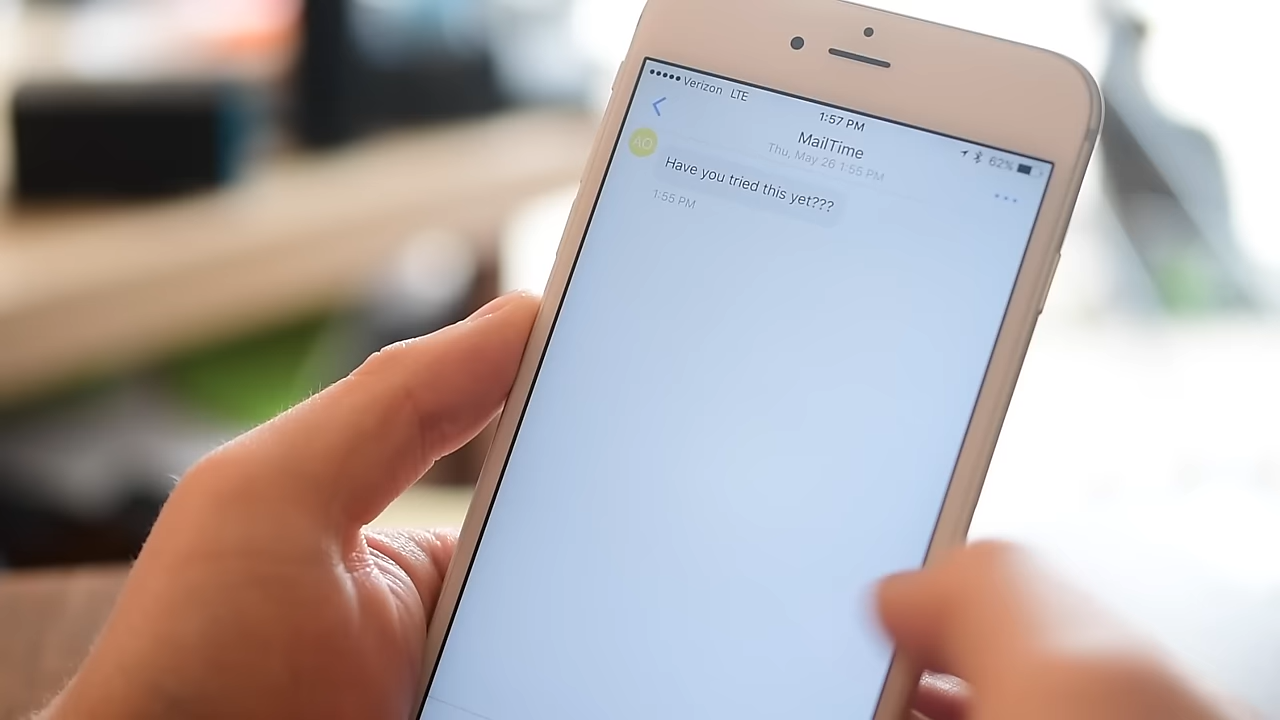 ●●●●● Verizon LTE
1:57 PM
62%
MailTime
Thu, May 26 1:55 PM
AO
Have you tried this yet???
1:55 PM